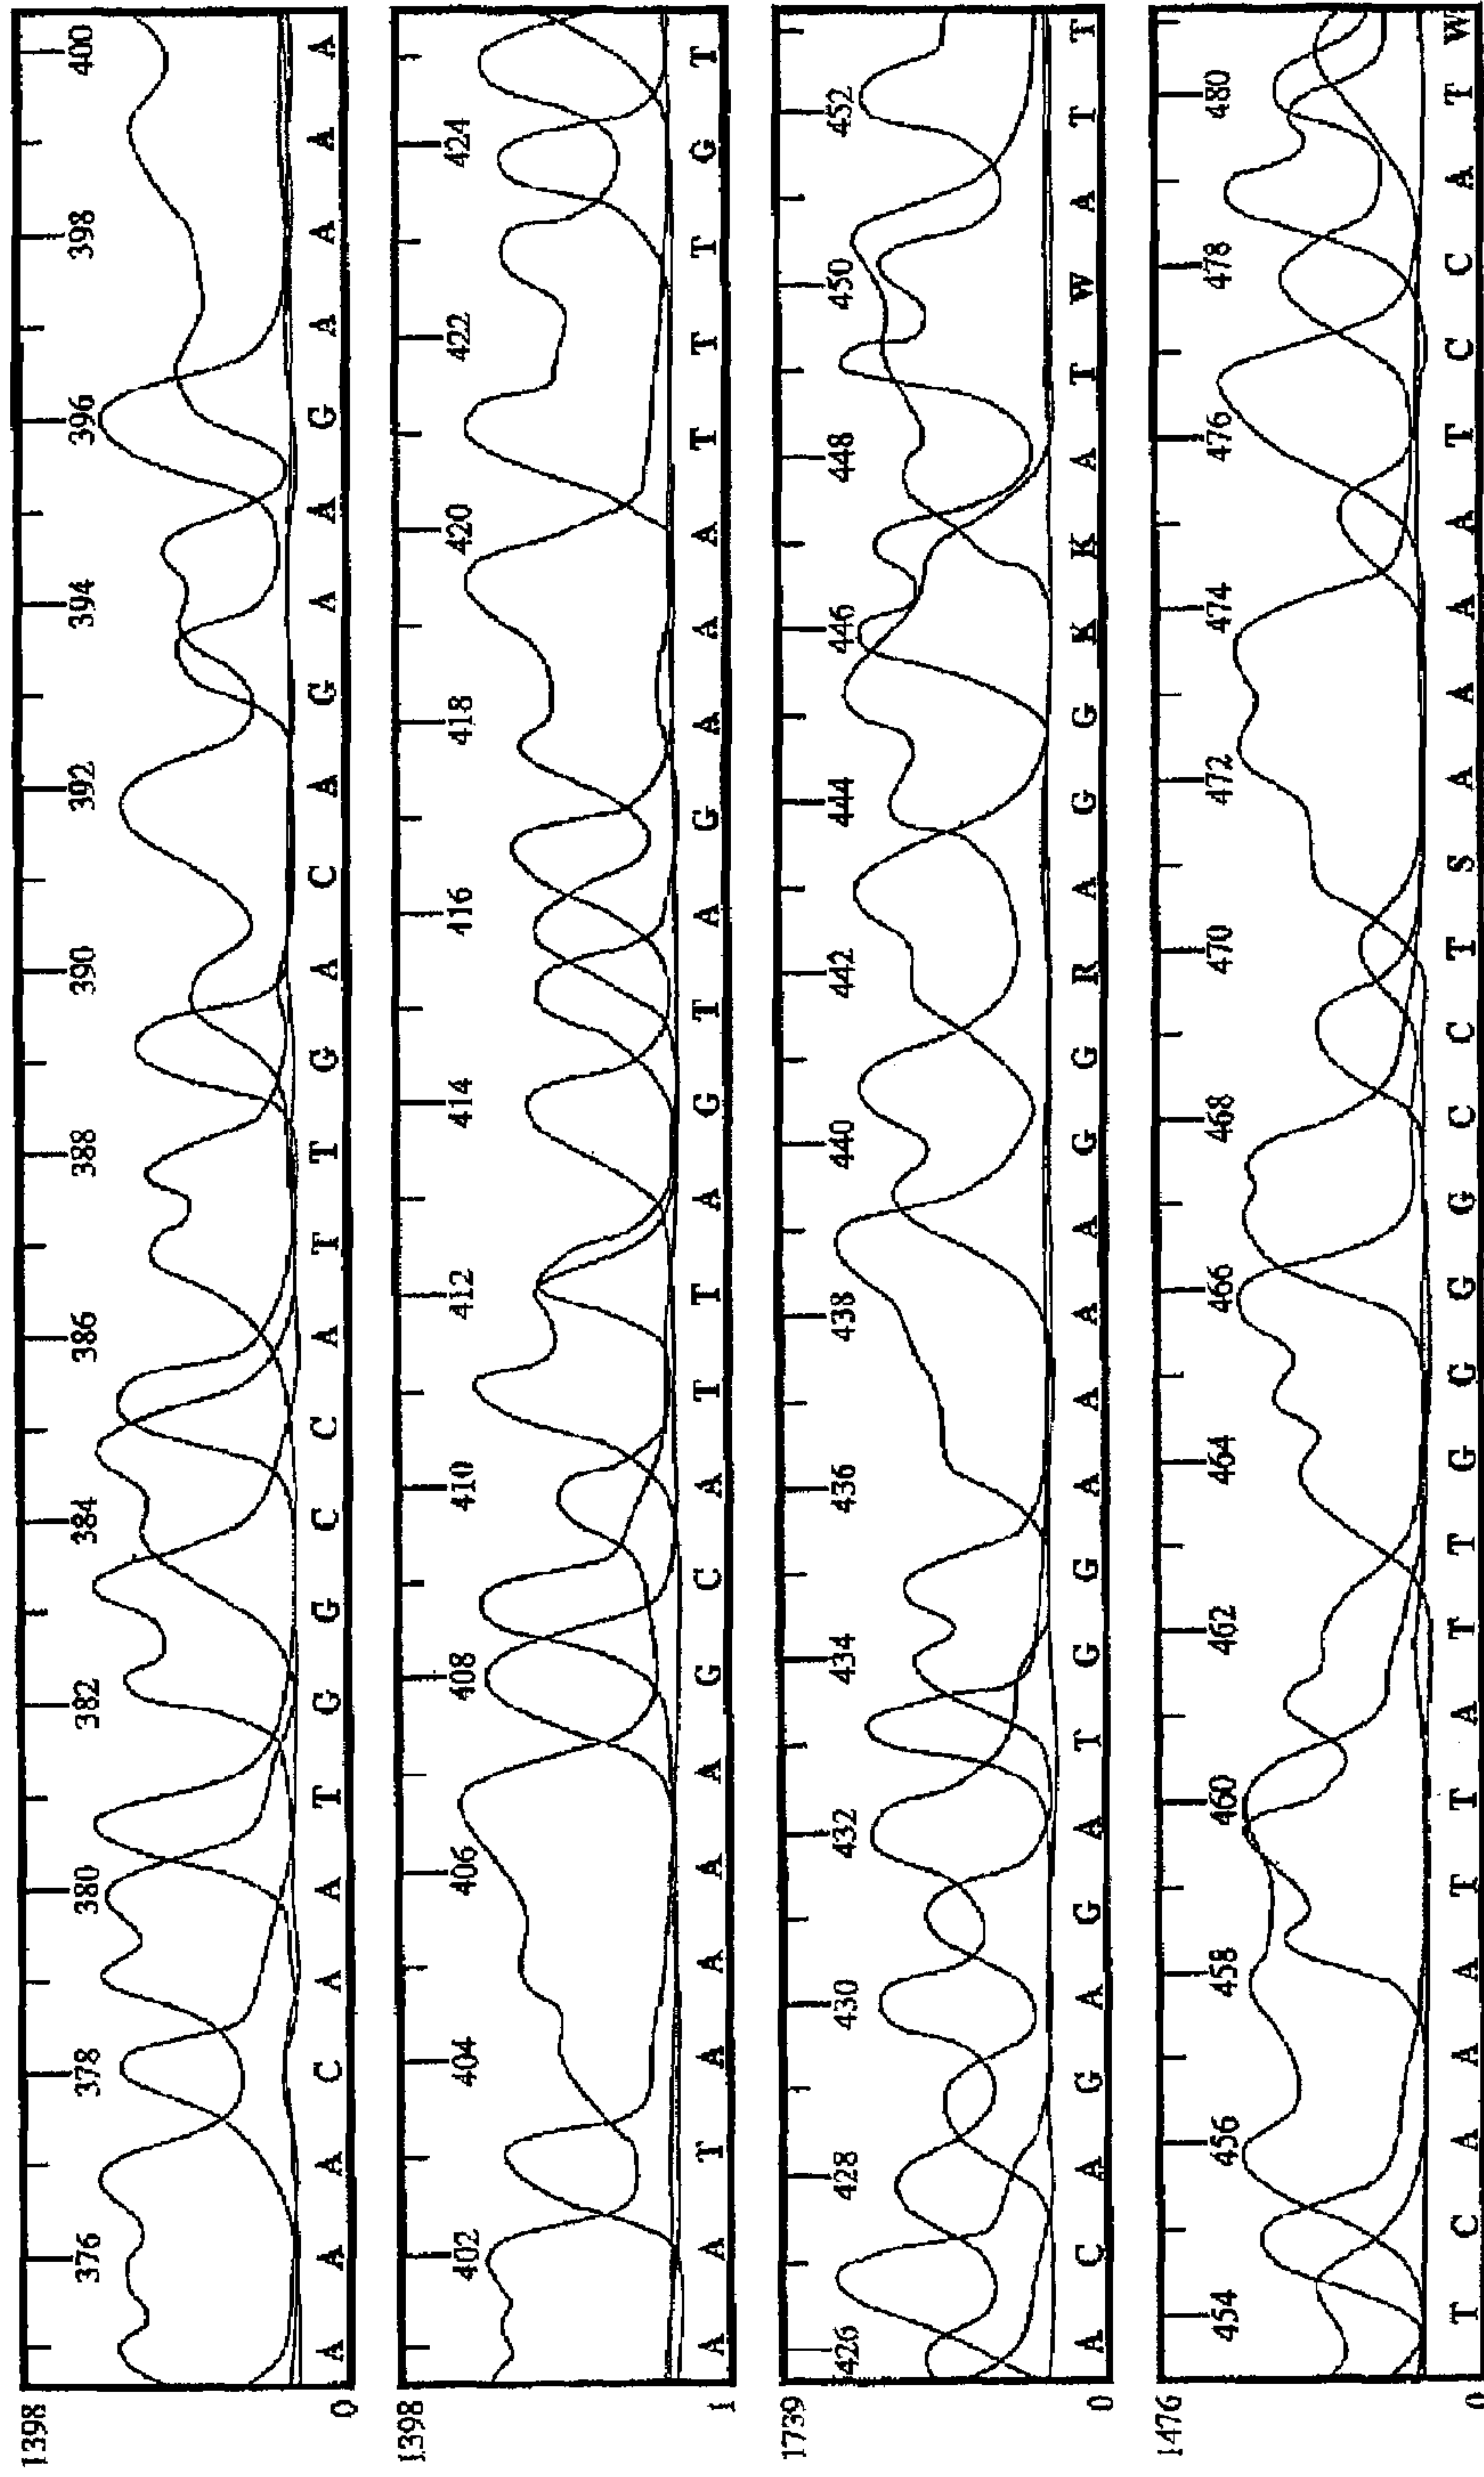 1398 376 378 380 382 384 386 388 390 392 394 396 398 400
0 A A A C A A T G G C C A T T G A C A G A A G A A A A
1398 402 404 406 408 410 412 414 416 418 420 422 424
1 A A T A A A A G C A T T A G T A G A A A T T T G T
1739 426 428 430 432 434 436 438 440 442 444 446 448 450 452
0 A C A G A G A T G G A A A A G G R A G G K K A T W A T T
1476 454 456 458 460 462 464 466 468 470 472 474 476 478 480
0 T C A A A T T A T T G G G G C C T S A A A A T C C A T W